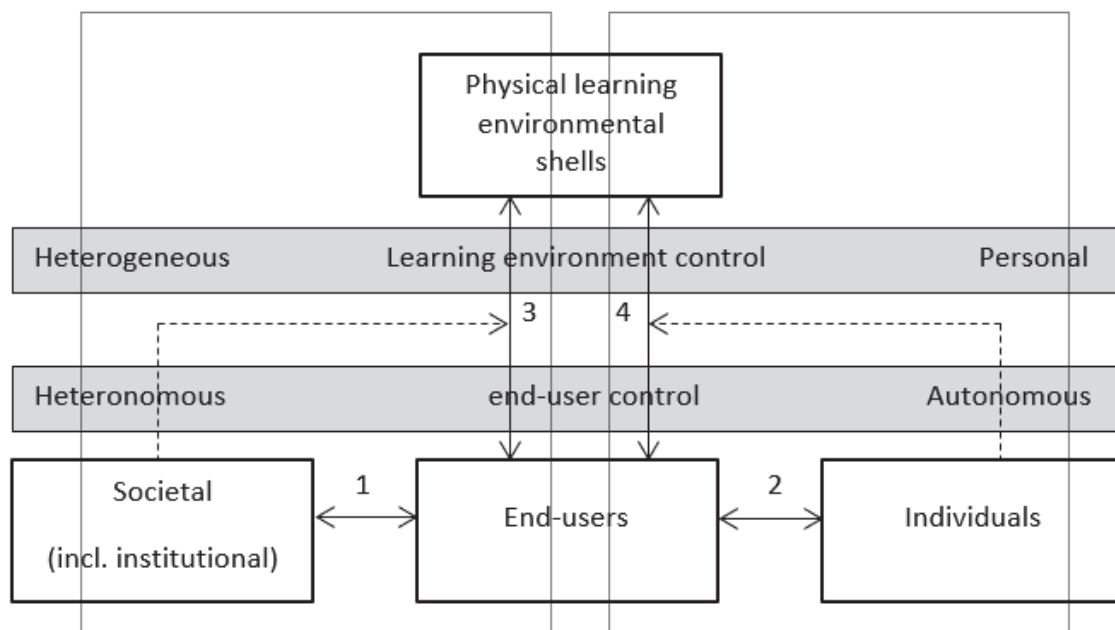 Physical learning
environmental
shells
Heterogeneous Learning environment control Personal
3 4
Heteronomous end-user control Autonomous
Societal
(incl. institutional)
1
End-users
2
Individuals